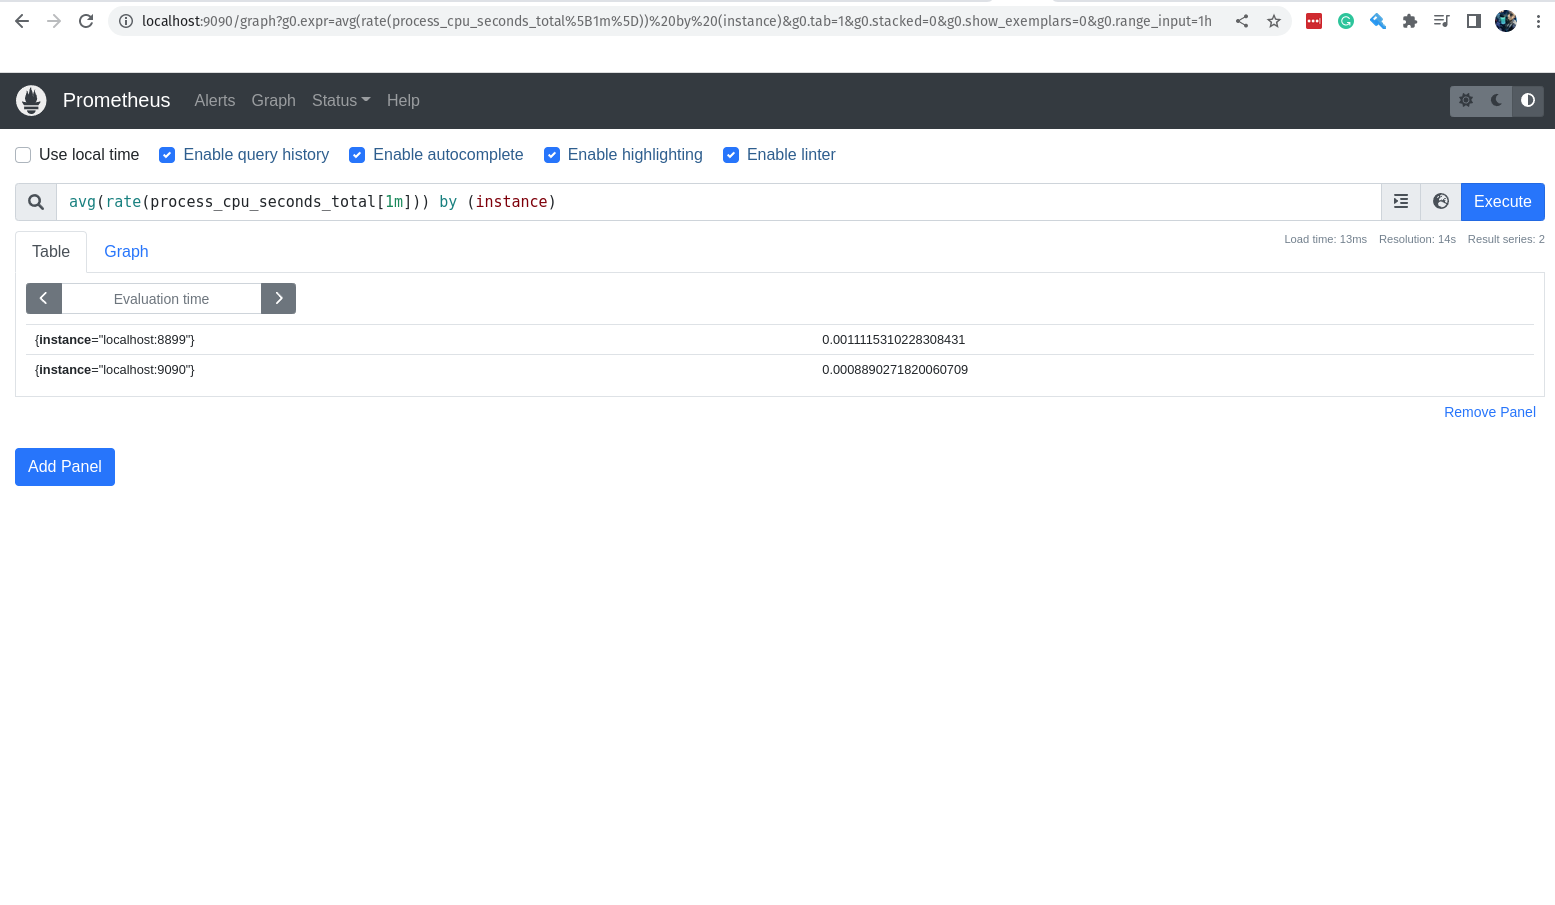 localhost:9090/graph?g0.expr=avg(rate(process_cpu_seconds_total%5B1m%5D))%20by%20(instance)&g0.tab=1&g0.stacked=0&g0.show_exemplars=0&g0.range_input=1h
Prometheus Alerts Graph Status Help
Use local time Enable query history Enable autocomplete Enable highlighting Enable linter
avg(rate(process_cpu_seconds_total[1m])) by (instance) Execute
Table Graph Load time: 13ms Resolution: 14s Result series: 2
Evaluation time
{instance="localhost:8899"} 0.0011115310228308431
{instance="localhost:9090"} 0.0008890271820060709
Remove Panel
Add Panel